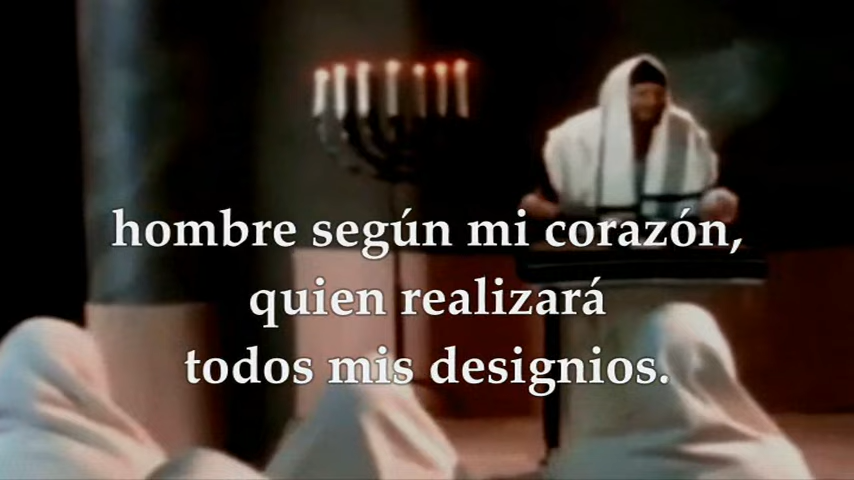 hombre según mi corazón,
quien realizará
todos mis designios.